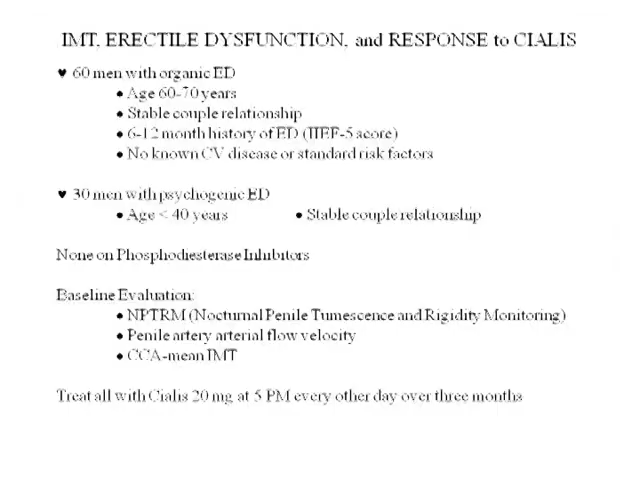 IMT, ERECTILE DYSFUNCTION, and RESPONSE to CIALIS
♥ 60 men with organic ED
• Age 60-70 years
• Stable couple relationship
• 6-12 month history of ED (IIEF-5 score)
• No known CV disease or standard risk factors
♥ 30 men with psychogenic ED
• Age < 40 years • Stable couple relationship
None on Phosphodiesterase Inhibitors
Baseline Evaluation:
• NPTRM (Nocturnal Penile Tumescence and Rigidity Monitoring)
• Penile artery arterial flow velocity
• CCA-mean IMT
Treat all with Cialis 20 mg at 5 PM every other day over three months